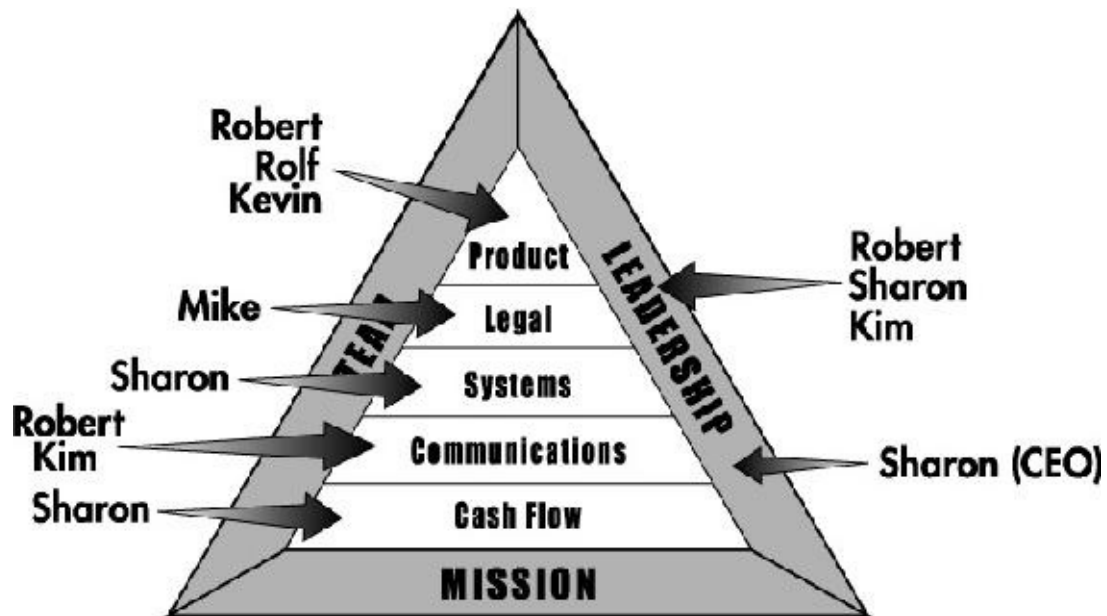 Robert
Rolf
Kevin
Product
LEADERSHIP
Robert
Sharon
Kim
Mike
Legal
TEAM
Sharon
Systems
Robert
Kim
Communications
Sharon (CEO)
Sharon
Cash Flow
MISSION